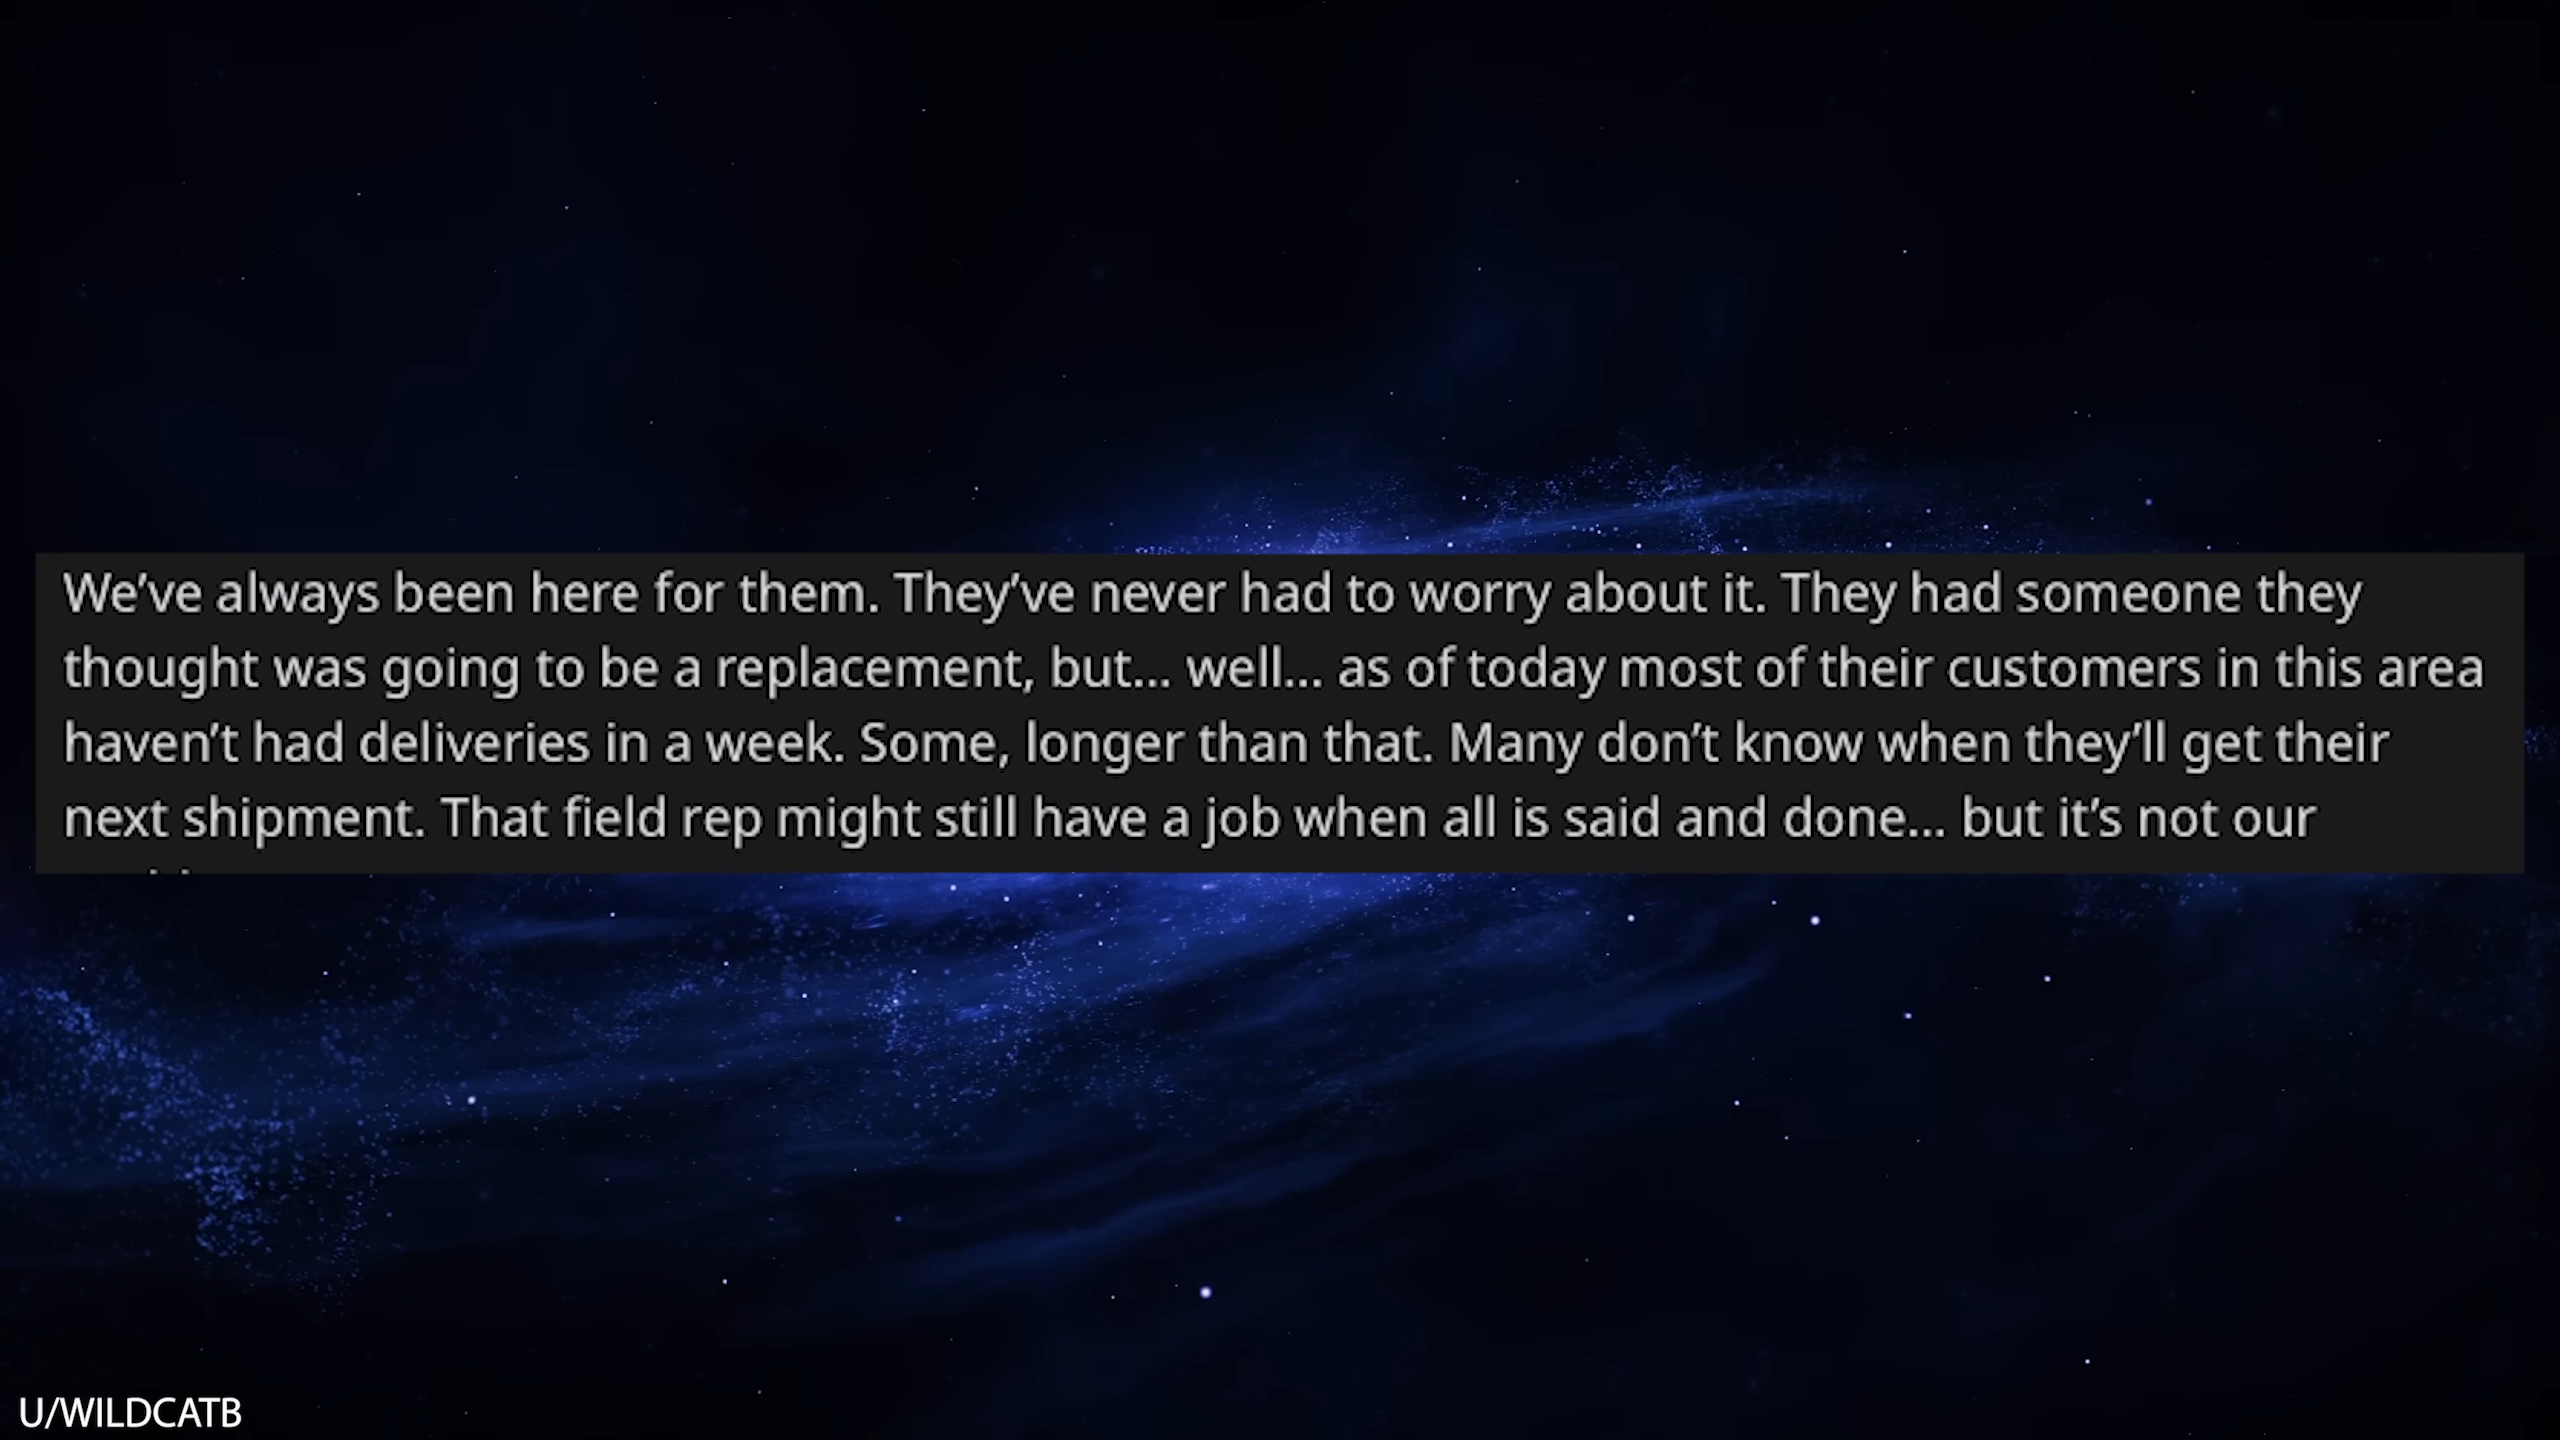 We’ve always been here for them. They’ve never had to worry about it. They had someone they
thought was going to be a replacement, but... well... as of today most of their customers in this area
haven’t had deliveries in a week. Some, longer than that. Many don’t know when they’ll get their
next shipment. That field rep might still have a job when all is said and done... but it’s not our
U/WILDCATB